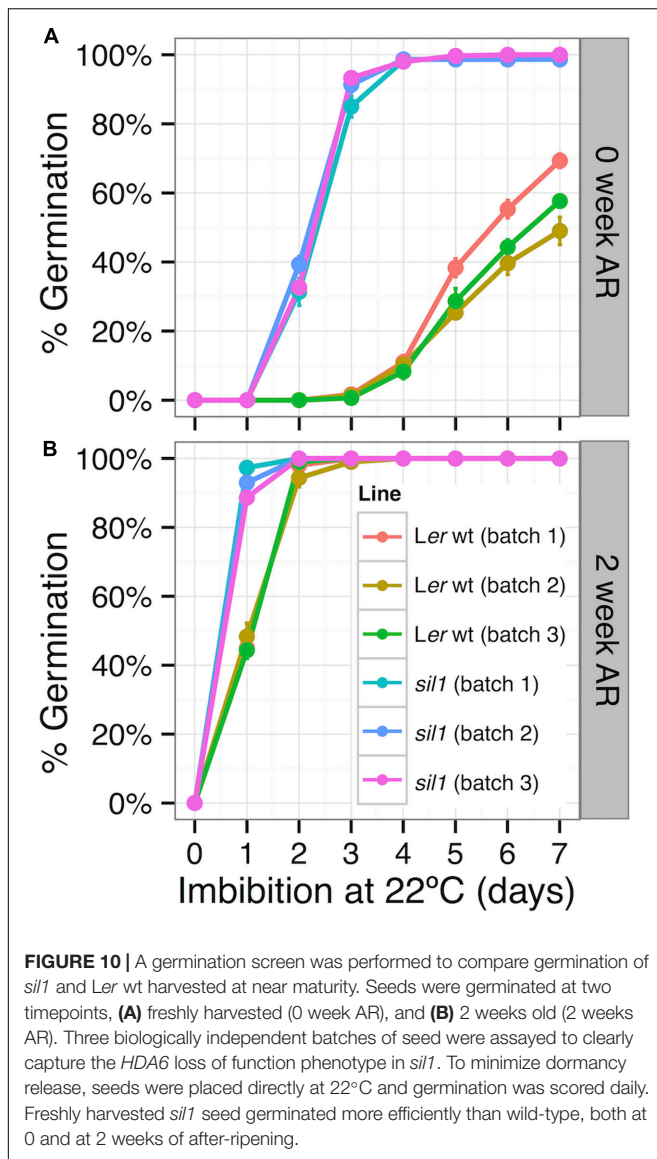 A
100%
80%
60%
40%
20%
0%
% Germination
0 week AR
B
100%
80%
60%
40%
20%
0%
% Germination
2 week AR
Line
Ler wt (batch 1)
Ler wt (batch 2)
Ler wt (batch 3)
sil1 (batch 1)
sil1 (batch 2)
sil1 (batch 3)
0 1 2 3 4 5 6 7
Imbibition at 22ºC (days)
FIGURE 10 | A germination screen was performed to compare germination of
sil1 and Ler wt harvested at near maturity. Seeds were germinated at two
timepoints, (A) freshly harvested (0 week AR), and (B) 2 weeks old (2 weeks
AR). Three biologically independent batches of seed were assayed to clearly
capture the HDA6 loss of function phenotype in sil1. To minimize dormancy
release, seeds were placed directly at 22°C and germination was scored daily.
Freshly harvested sil1 seed germinated more efficiently than wild-type, both at
0 and at 2 weeks of after-ripening.